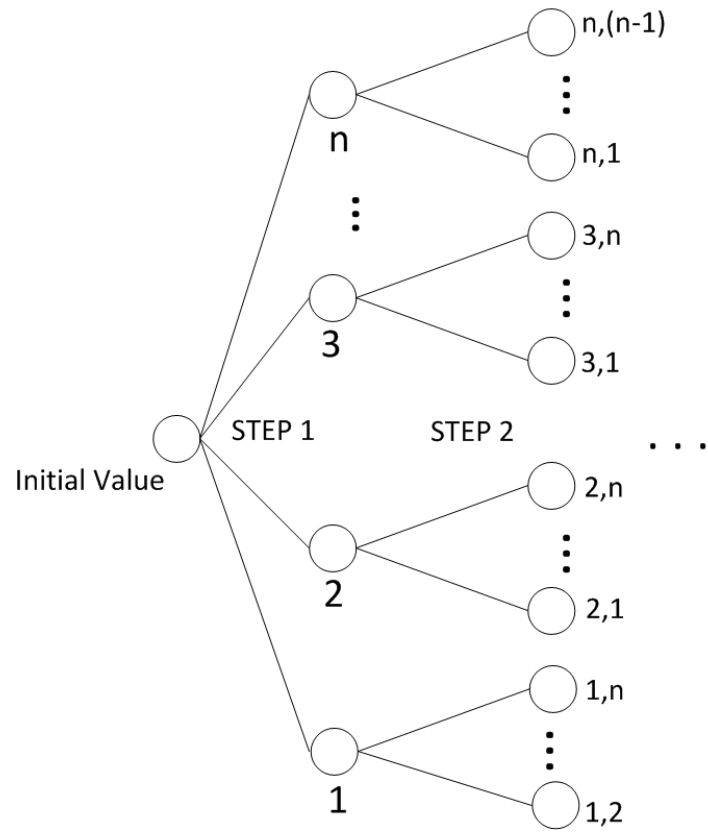 n,(n-1)
n
n,1
3,n
3
3,1
STEP 1
STEP 2
. . .
Initial Value
2,n
2
2,1
1,n
1
1,2